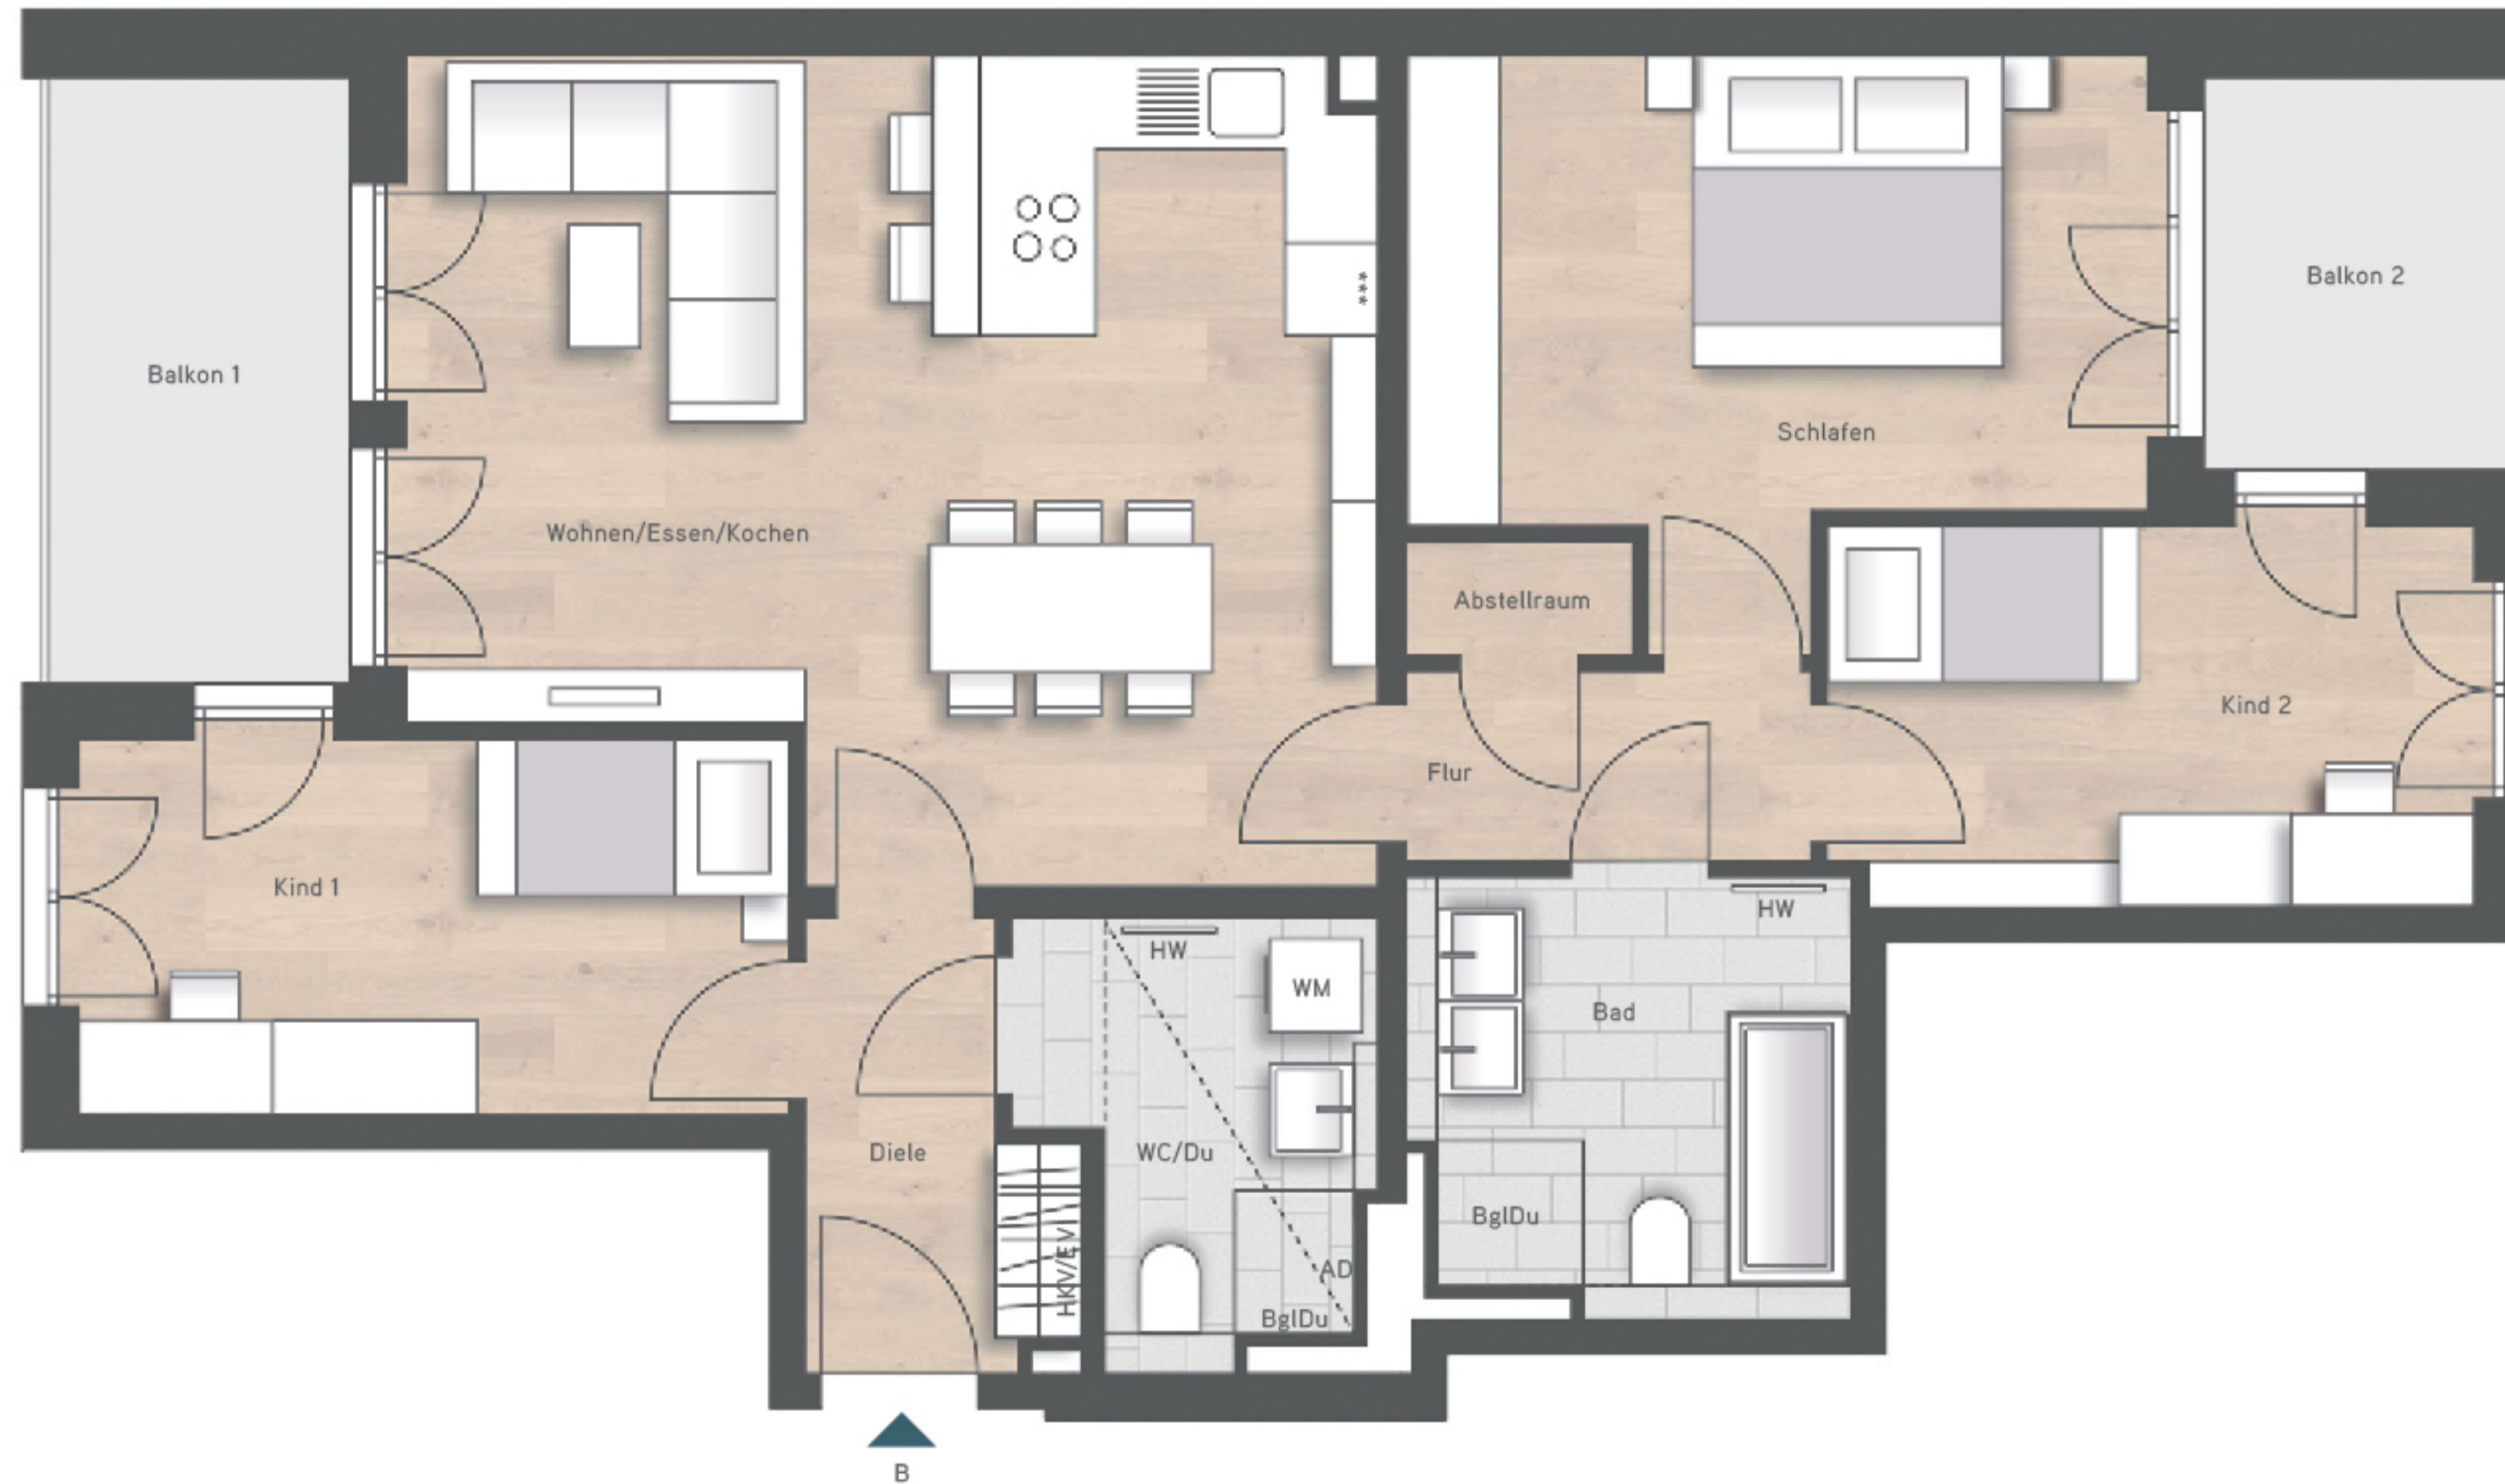 Balkon 1
Balkon 2
Schlafen
Wohnen/Essen/Kochen
Abstellraum
Kind 2
Flur
Kind 1
HW
HW
WM
Bad
Diele
WC/Du
HKV/EVI
BglDu
AD
BglDu
B